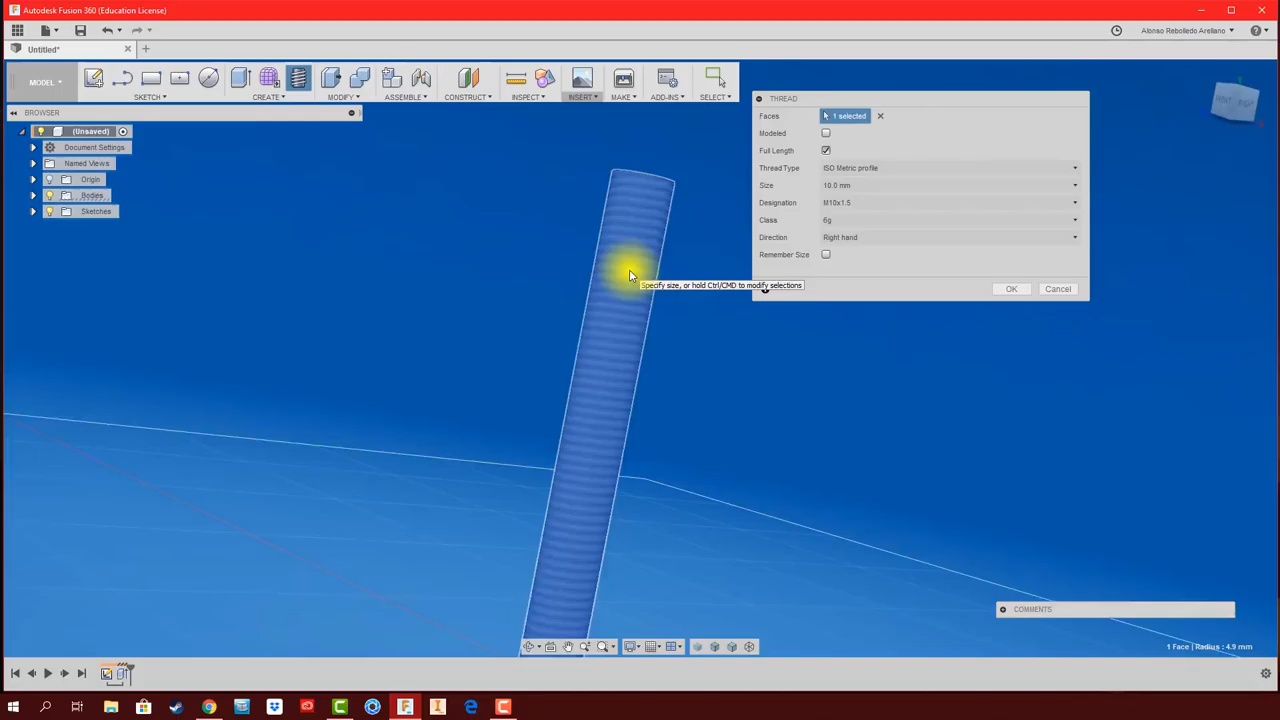 Autodesk Fusion 360 (Education License)
Alonso Rebolledo Arellano
Untitled*
MODEL
SKETCH
CREATE
MODIFY
ASSEMBLE
CONSTRUCT
INSPECT
INSERT
MAKE
ADD-INS
SELECT
BROWSER
(Unsaved)
Document Settings
Named Views
Origin
Bodies
Sketches
THREAD
Faces 1 selected
Modeled
Full Length
Thread Type ISO Metric profile
Size 10.0 mm
Designation M10x1.5
Class 6g
Direction Right hand
Remember Size
OK Cancel
Specify size, or hold Ctrl/CMD to modify selections
COMMENTS
1 Face | Radius : 4.9 mm